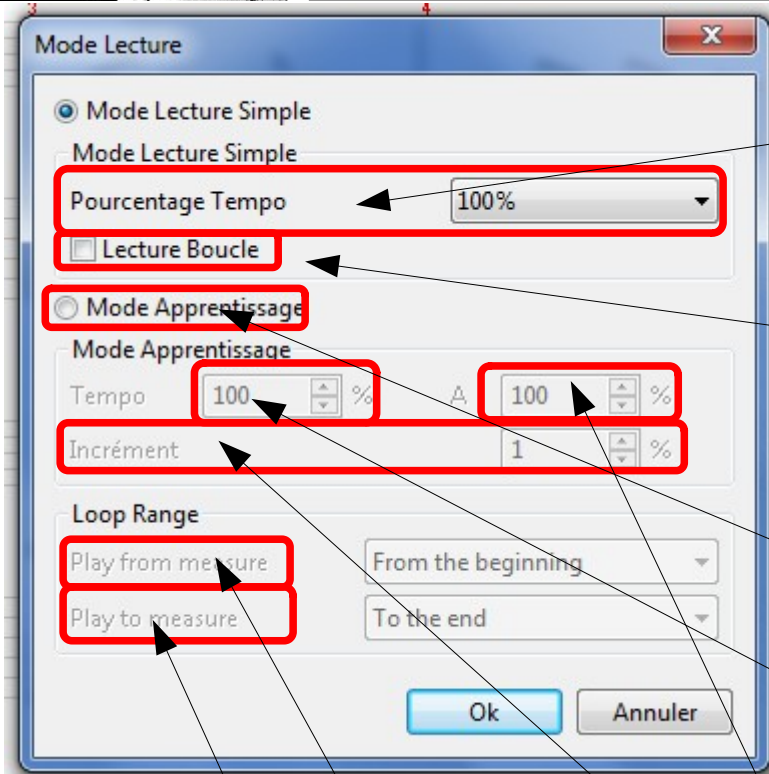 3 4
Mode Lecture
Mode Lecture Simple
Mode Lecture Simple
Pourcentage Tempo 100%
Lecture Boucle
Mode Apprentissage
Mode Apprentissage
Tempo 100 % A 100 %
Incrément 1 %
Loop Range
Play from measure From the beginning
Play to measure To the end
Ok Annuler